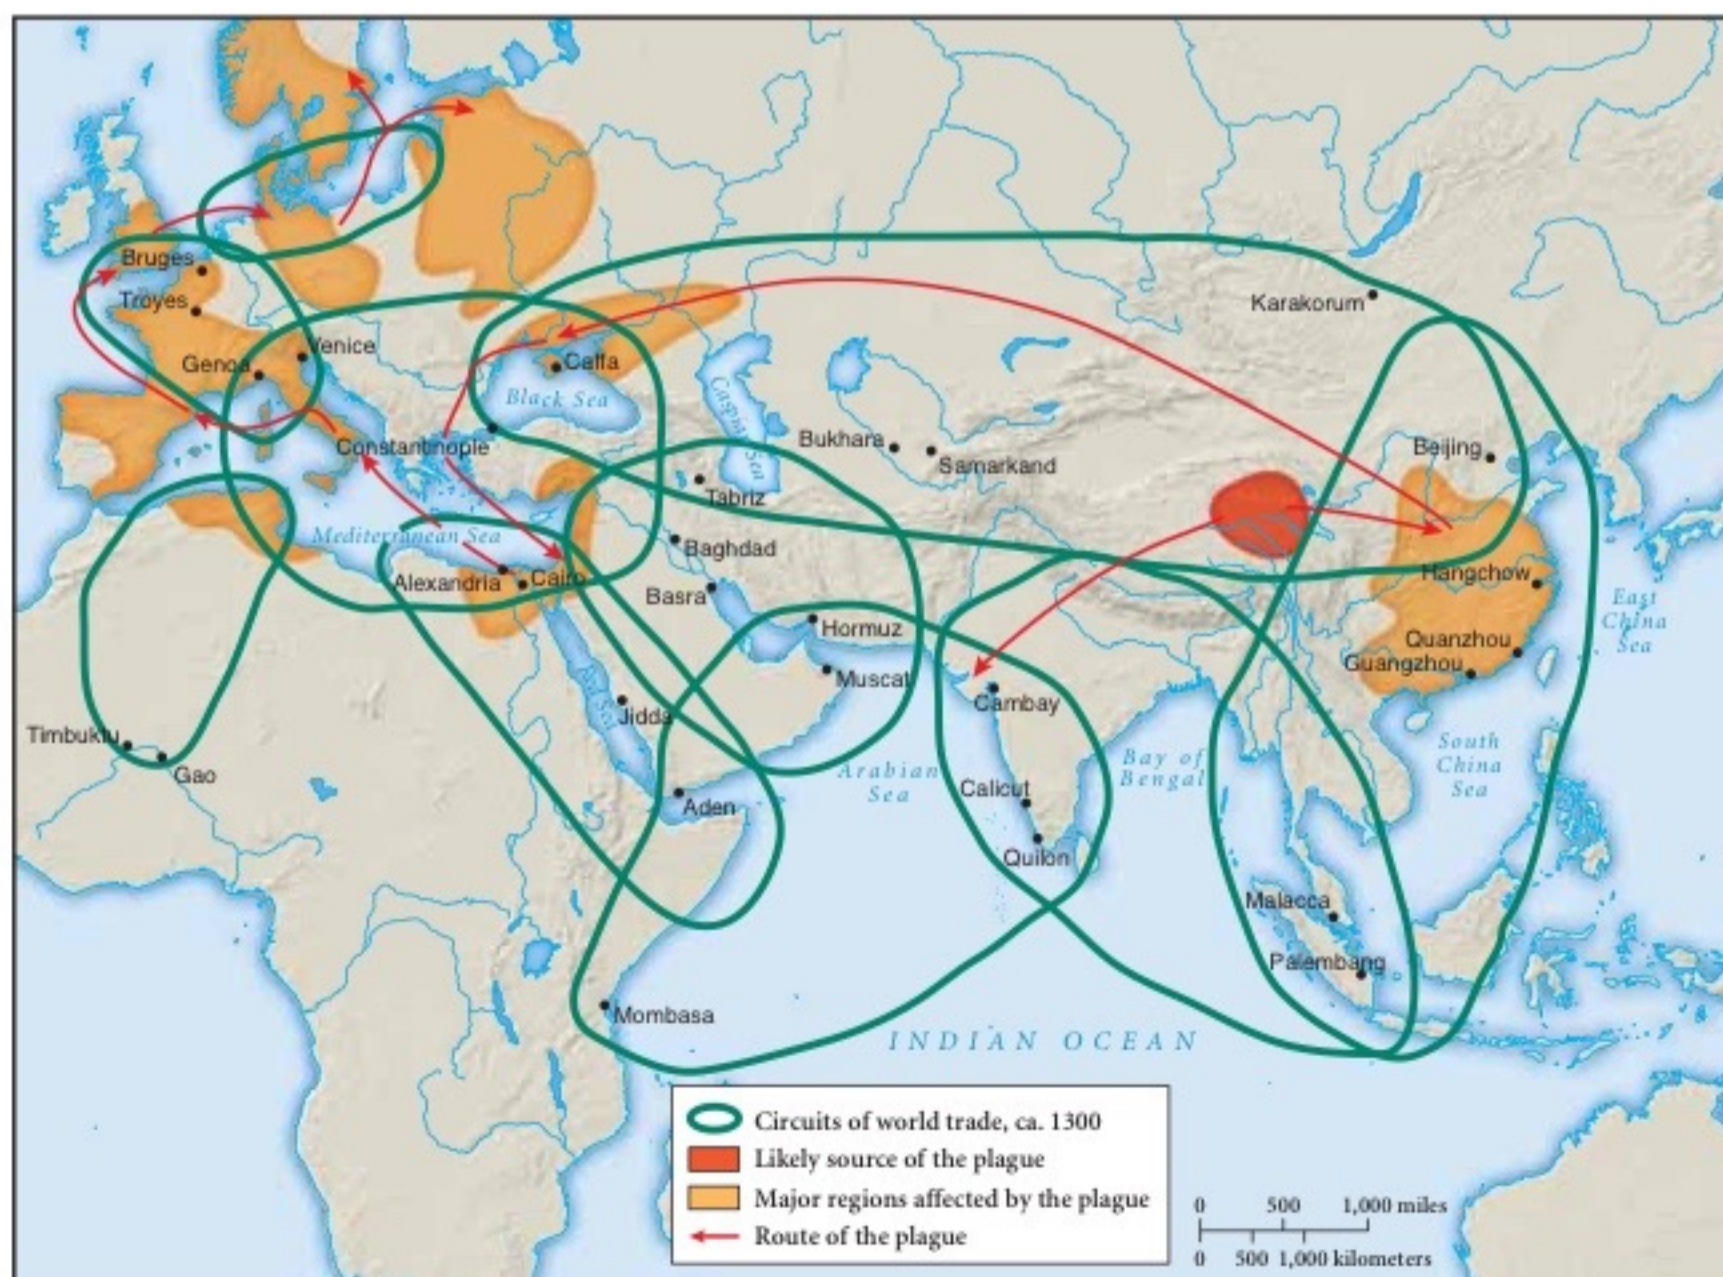 Bruges
Troyes
Venice
Genoa
Caffa
Black Sea
Caspian Sea
Constantinople
Karakorum
Bukhara
Samarkand
Beijing
Tabriz
Mediterranean Sea
Baghdad
Alexandria
Cairo
Basra
Hangchow
East
China
Sea
Hormuz
Quanzhou
Guangzhou
Muscat
Red Sea
Jidda
Cambay
Timbuktu
Gao
Arabian
Sea
Bay of
Bengal
South
China
Sea
Aden
Calicut
Quilon
Malacca
Palembang
Mombasa
INDIAN OCEAN
Circuits of world trade, ca. 1300
Likely source of the plague
Major regions affected by the plague
Route of the plague
0 500 1,000 miles
0 500 1,000 kilometers